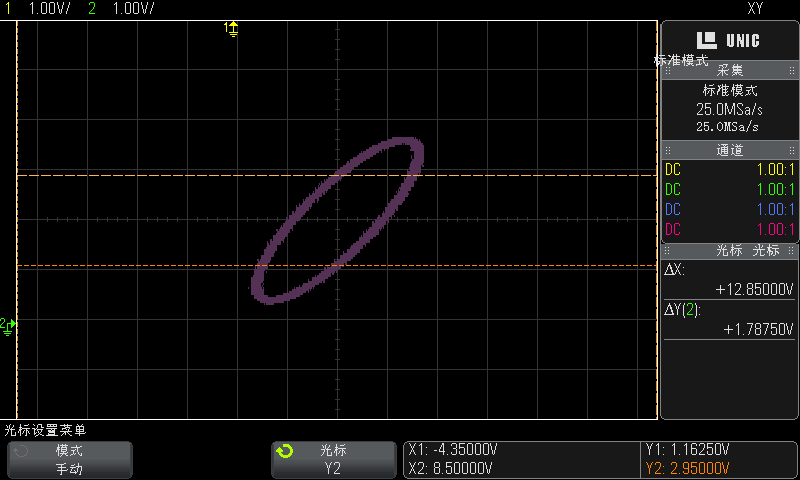 1 1.00V/ 2 1.00V/ XY
1
UNIC
标准模式
采集
标准模式
25.0MSa/s
25.0MSa/s
通道
DC 1.00:1
DC 1.00:1
DC 1.00:1
DC 1.00:1
光标 光标
ΔX:
+12.85000V
ΔY(2):
+1.78750V
2
光标设置菜单
模式
手动
光标
Y2
X1: -4.35000V
X2: 8.50000V
Y1: 1.16250V
Y2: 2.95000V